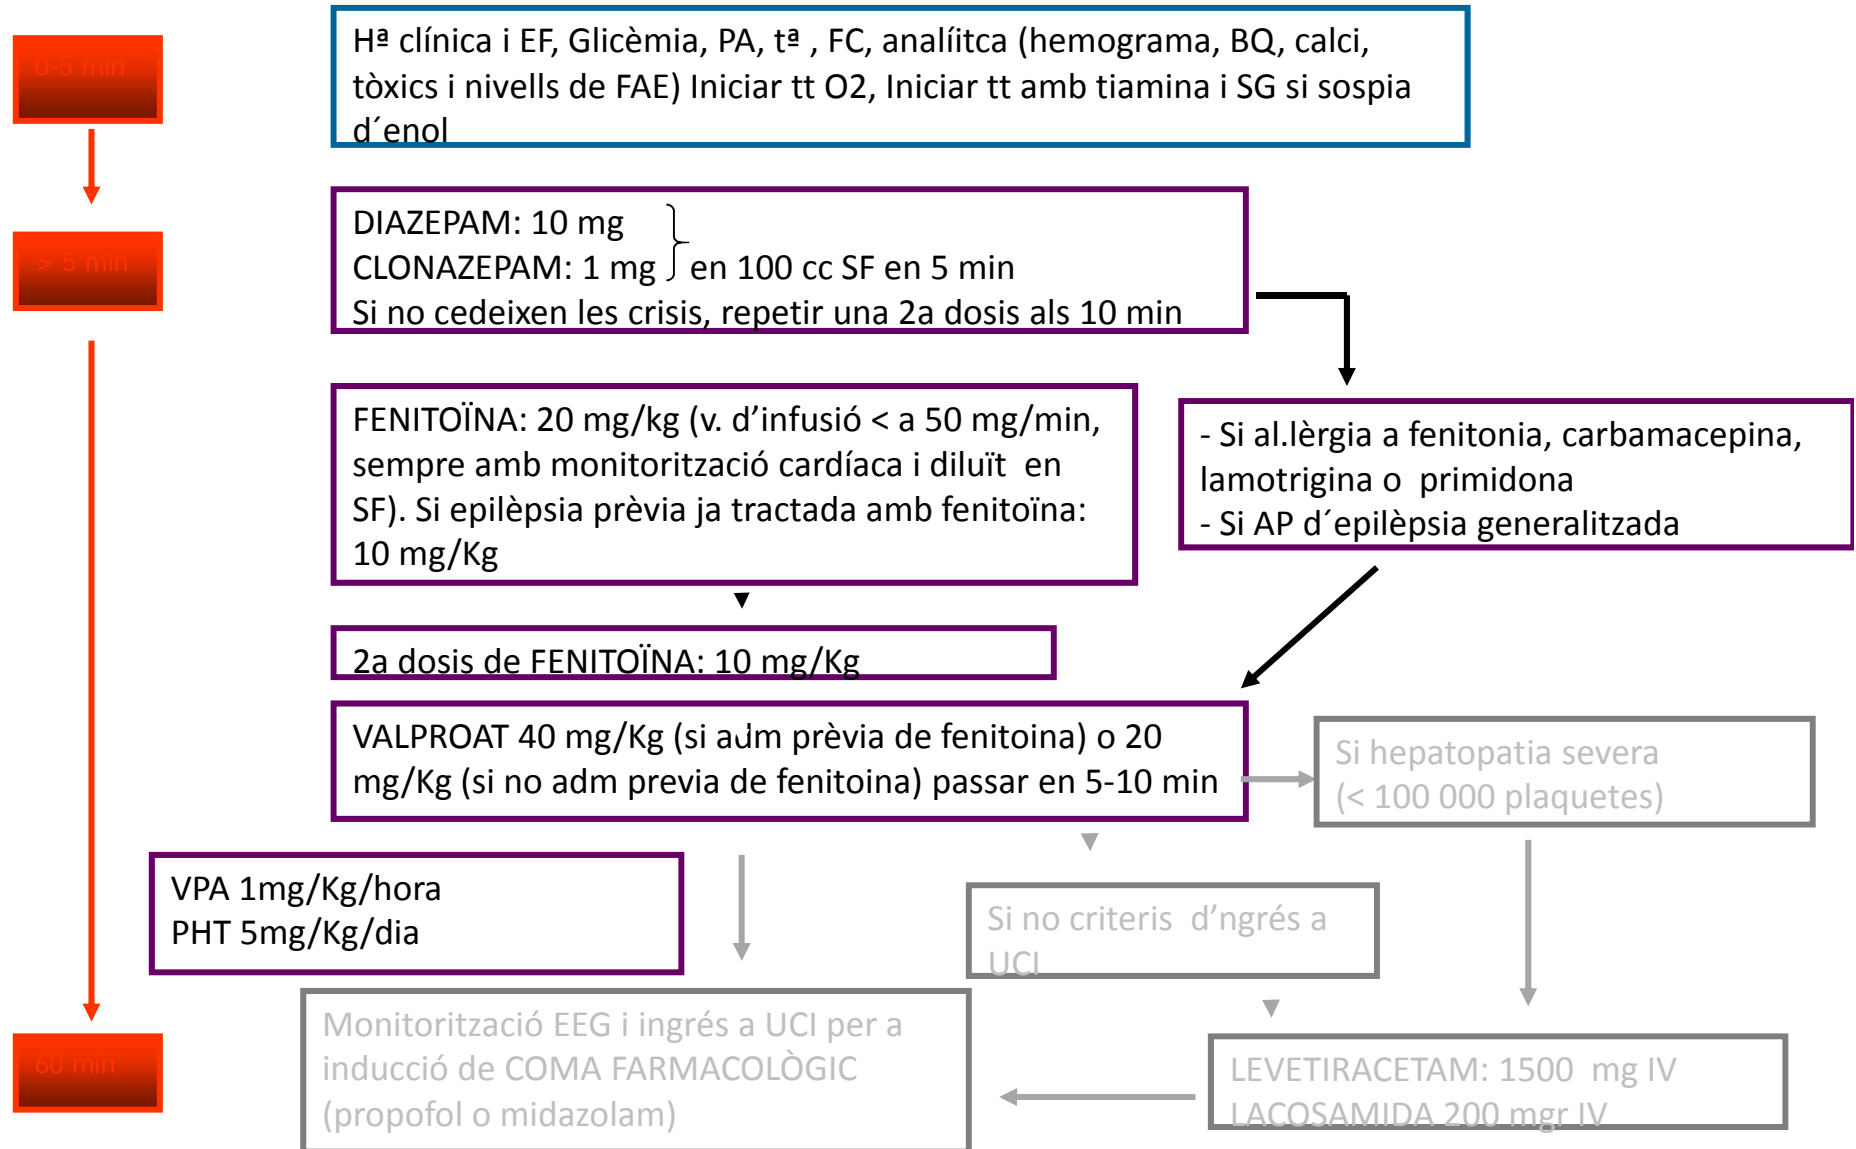 0-5 min
Hª clínica i EF, Glicèmia, PA, tª , FC, analíitca (hemograma, BQ, calci,
tòxics i nivells de FAE) Iniciar tt O2, Iniciar tt amb tiamina i SG si sospia
d´enol
> 5 min
DIAZEPAM: 10 mg
CLONAZEPAM: 1 mg en 100 cc SF en 5 min
Si no cedeixen les crisis, repetir una 2a dosis als 10 min
FENITOÏNA: 20 mg/kg (v. d’infusió < a 50 mg/min,
sempre amb monitorització cardíaca i diluït en
SF). Si epilèpsia prèvia ja tractada amb fenitoïna:
10 mg/Kg
- Si al.lèrgia a fenitonia, carbamacepina,
lamotrigina o primidona
- Si AP d´epilèpsia generalitzada
2a dosis de FENITOÏNA: 10 mg/Kg
VALPROAT 40 mg/Kg (si adm prèvia de fenitoina) o 20
mg/Kg (si no adm previa de fenitoina) passar en 5-10 min
Si hepatopatia severa
(< 100 000 plaquetes)
VPA 1mg/Kg/hora
PHT 5mg/Kg/dia
Si no criteris d’ngrés a
UCI
60 min
Monitorització EEG i ingrés a UCI per a
inducció de COMA FARMACOLÒGIC
(propofol o midazolam)
LEVETIRACETAM: 1500 mg IV
LACOSAMIDA 200 mgr IV